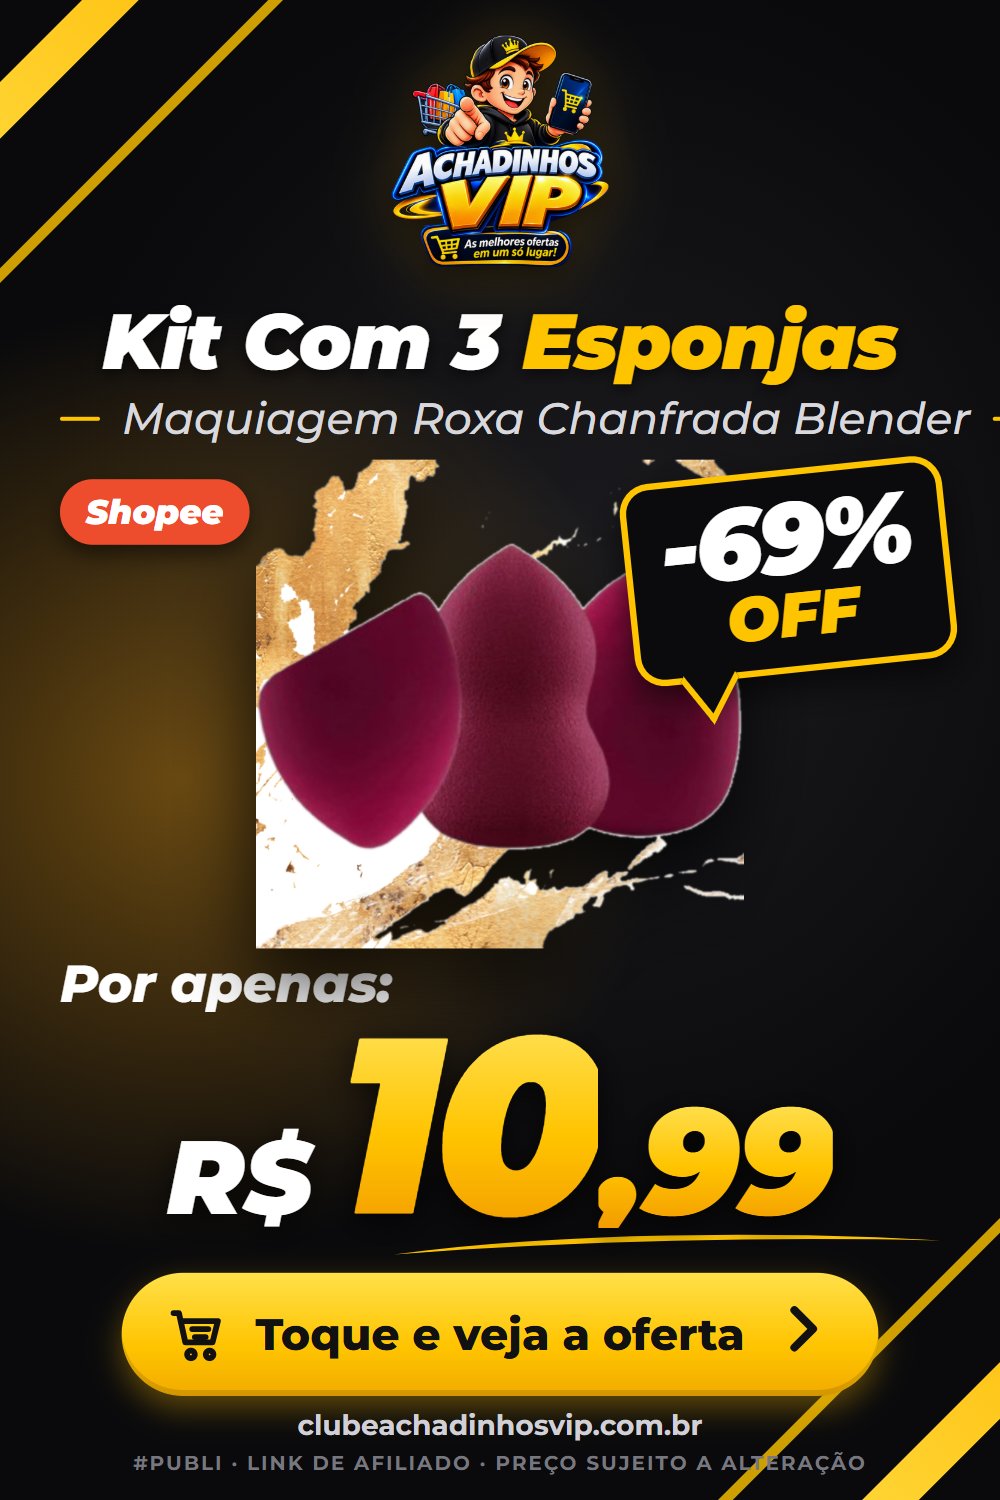 ACHADINHOS
VIP
As melhores ofertas
em um só lugar!
Kit Com 3 Esponjas
Maquiagem Roxa Chanfrada Blender
Shopee
-69%
OFF
Por apenas:
R$ 10,99
Toque e veja a oferta
clubeachadinhosvip.com.br
#PUBLI · LINK DE AFILIADO · PREÇO SUJEITO A ALTERAÇÃO